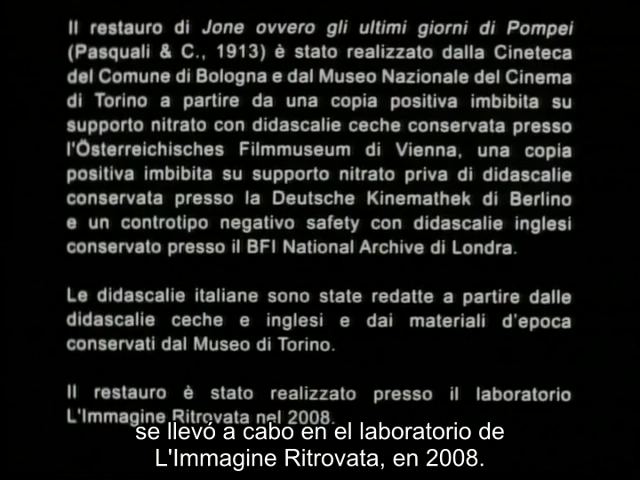 Il restauro di Jone ovvero gli ultimi giorni di Pompei
(Pasquali & C., 1913) è stato realizzato dalla Cineteca
del Comune di Bologna e dal Museo Nazionale del Cinema
di Torino a partire da una copia positiva imbibita su
supporto nitrato con didascalie ceche conservata presso
l'Österreichisches Filmmuseum di Vienna, una copia
positiva imbibita su supporto nitrato priva di didascalie
conservata presso la Deutsche Kinemathek di Berlino
e un controtipo negativo safety con didascalie inglesi
conservato presso il BFI National Archive di Londra.
Le didascalie italiane sono state redatte a partire dalle
didascalie ceche e inglesi e dai materiali d'epoca
conservati dal Museo di Torino.
Il restauro è stato realizzato presso il laboratorio
L'Immagine Ritrovata nel 2008.
se llevó a cabo en el laboratorio de
L'Immagine Ritrovata, en 2008.